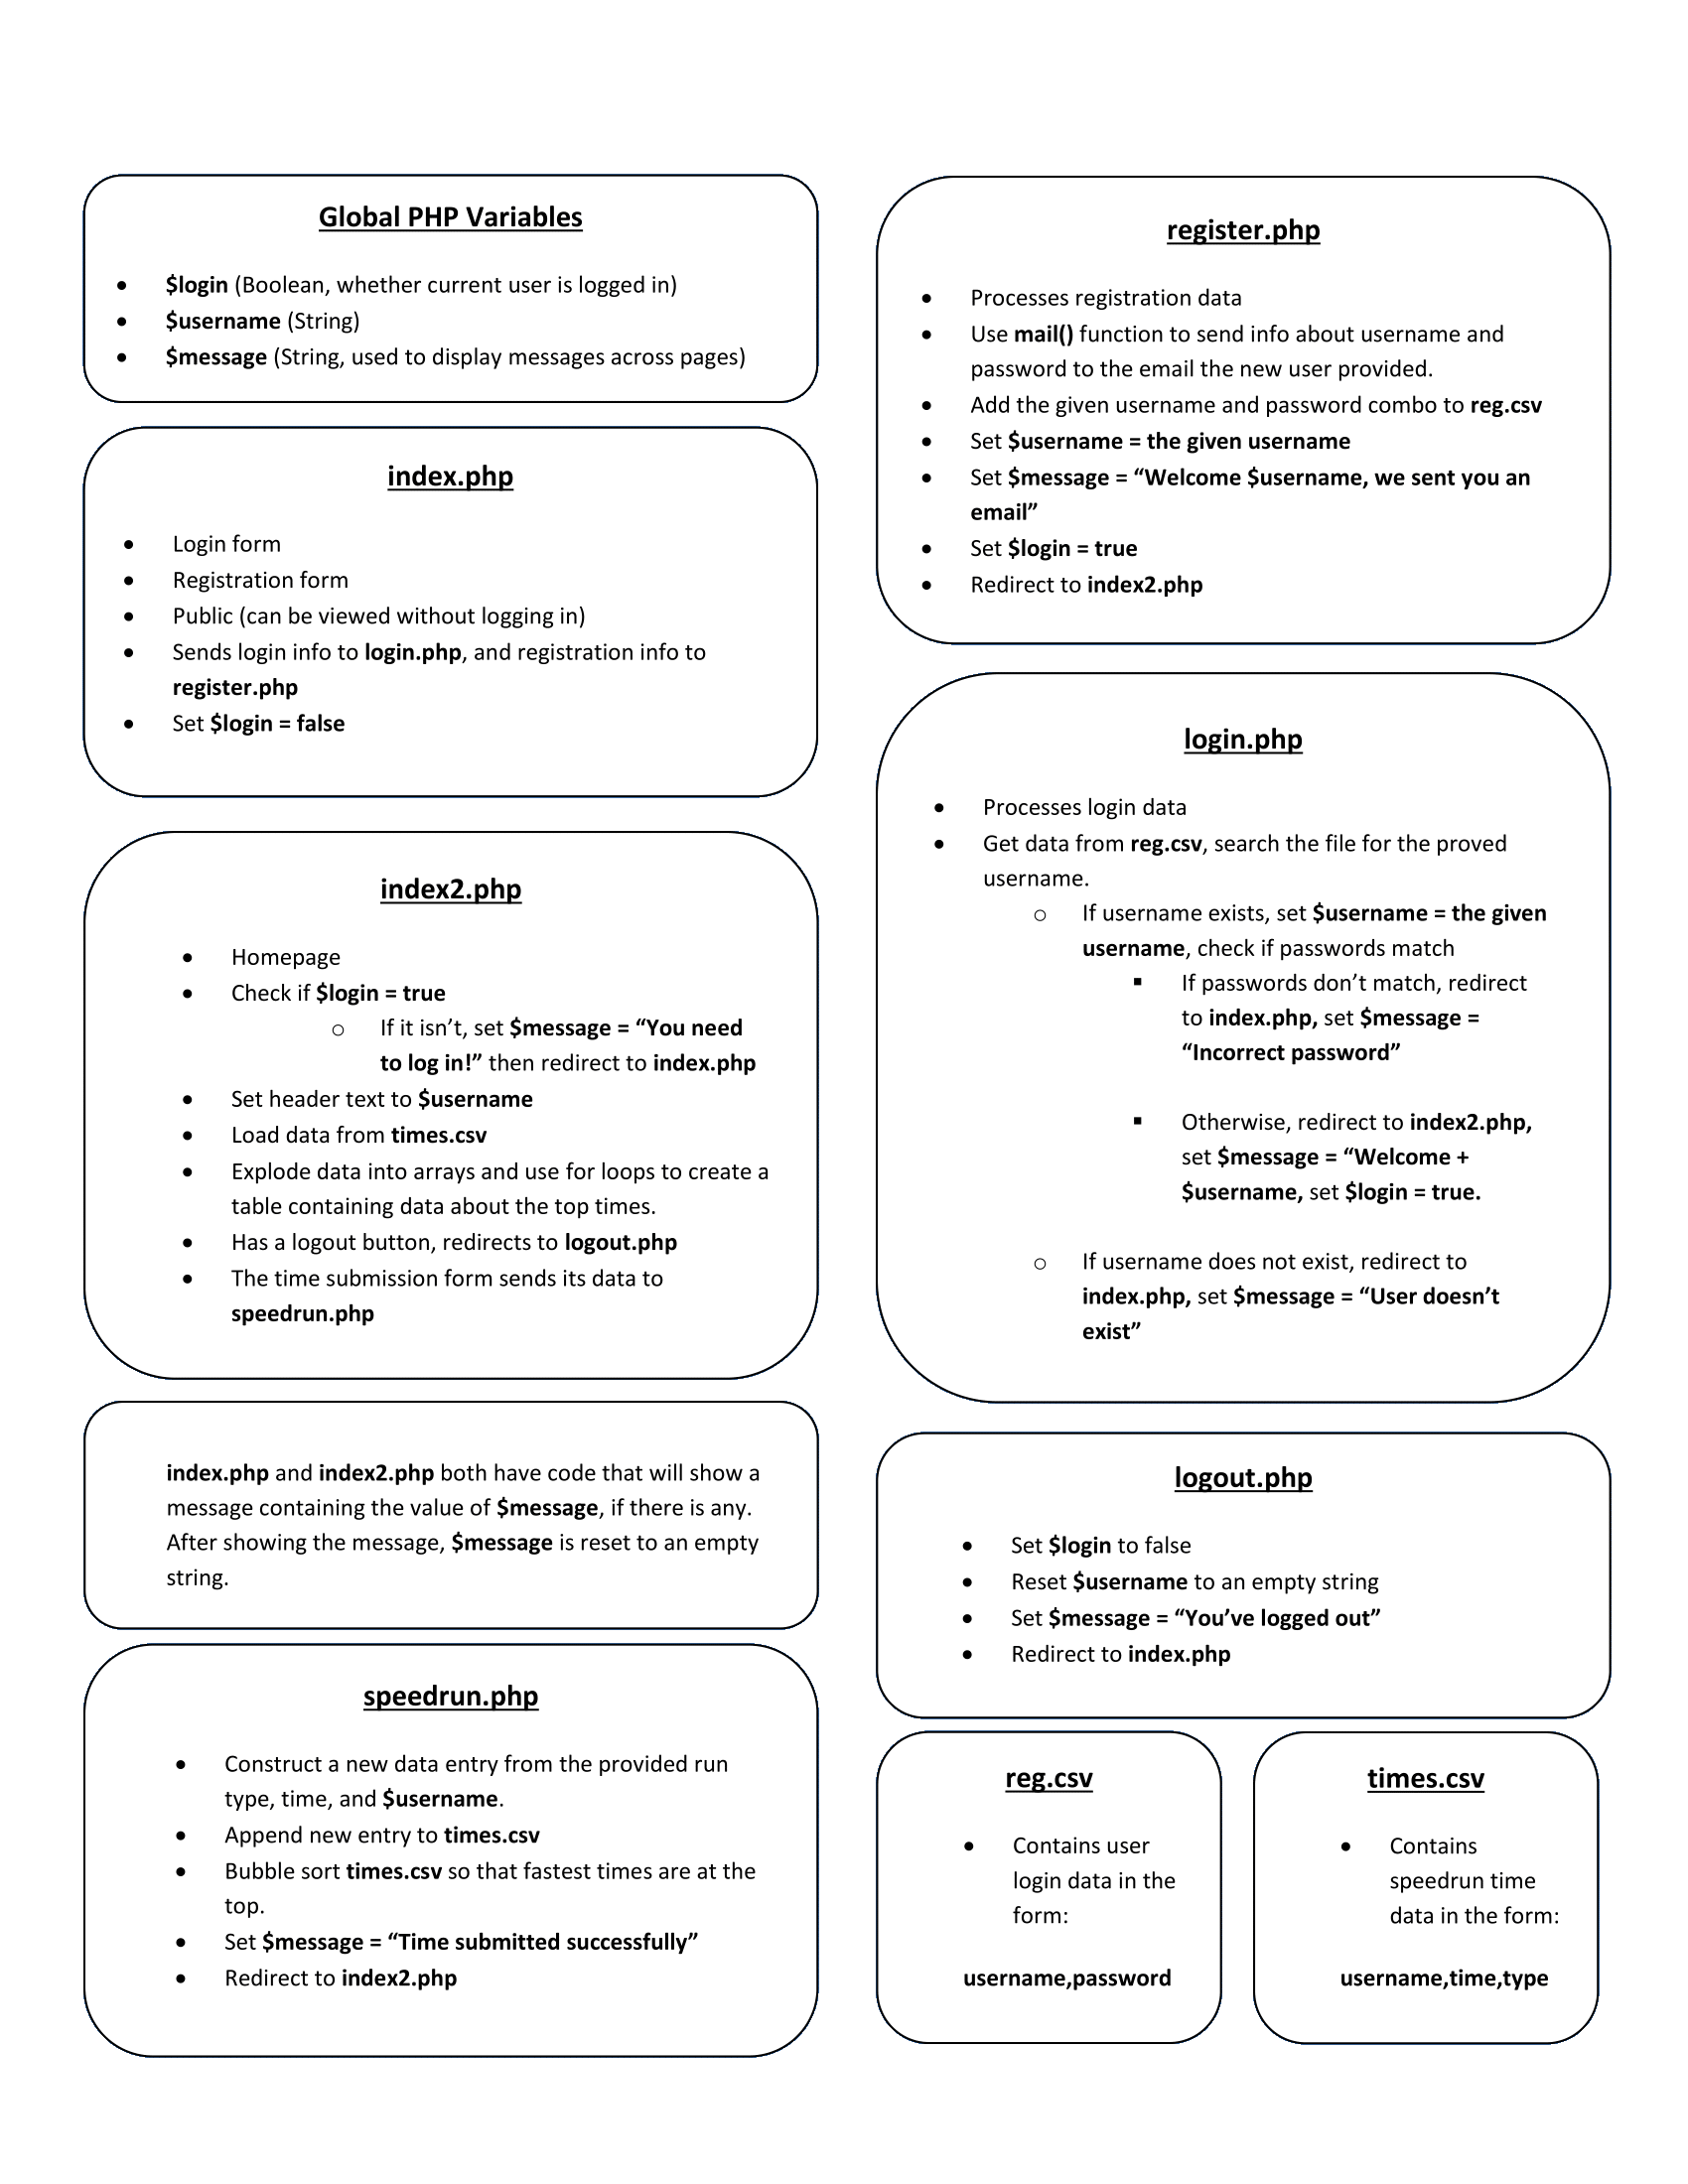 Global PHP Variables
• $login (Boolean, whether current user is logged in)
• $username (String)
• $message (String, used to display messages across pages)
index.php
• Login form
• Registration form
• Public (can be viewed without logging in)
• Sends login info to login.php, and registration info to
register.php
• Set $login = false
index2.php
• Homepage
• Check if $login = true
o If it isn’t, set $message = “You need
to log in!” then redirect to index.php
• Set header text to $username
• Load data from times.csv
• Explode data into arrays and use for loops to create a
table containing data about the top times.
• Has a logout button, redirects to logout.php
• The time submission form sends its data to
speedrun.php
index.php and index2.php both have code that will show a
message containing the value of $message, if there is any.
After showing the message, $message is reset to an empty
string.
speedrun.php
• Construct a new data entry from the provided run
type, time, and $username.
• Append new entry to times.csv
• Bubble sort times.csv so that fastest times are at the
top.
• Set $message = “Time submitted successfully”
• Redirect to index2.php
register.php
• Processes registration data
• Use mail() function to send info about username and
password to the email the new user provided.
• Add the given username and password combo to reg.csv
• Set $username = the given username
• Set $message = “Welcome $username, we sent you an
email”
• Set $login = true
• Redirect to index2.php
login.php
• Processes login data
• Get data from reg.csv, search the file for the proved
username.
o If username exists, set $username = the given
username, check if passwords match
▪ If passwords don’t match, redirect
to index.php, set $message =
“Incorrect password”
▪ Otherwise, redirect to index2.php,
set $message = “Welcome +
$username, set $login = true.
o If username does not exist, redirect to
index.php, set $message = “User doesn’t
exist”
logout.php
• Set $login to false
• Reset $username to an empty string
• Set $message = “You’ve logged out”
• Redirect to index.php
reg.csv
• Contains user
login data in the
form:
username,password
times.csv
• Contains
speedrun time
data in the form:
username,time,type